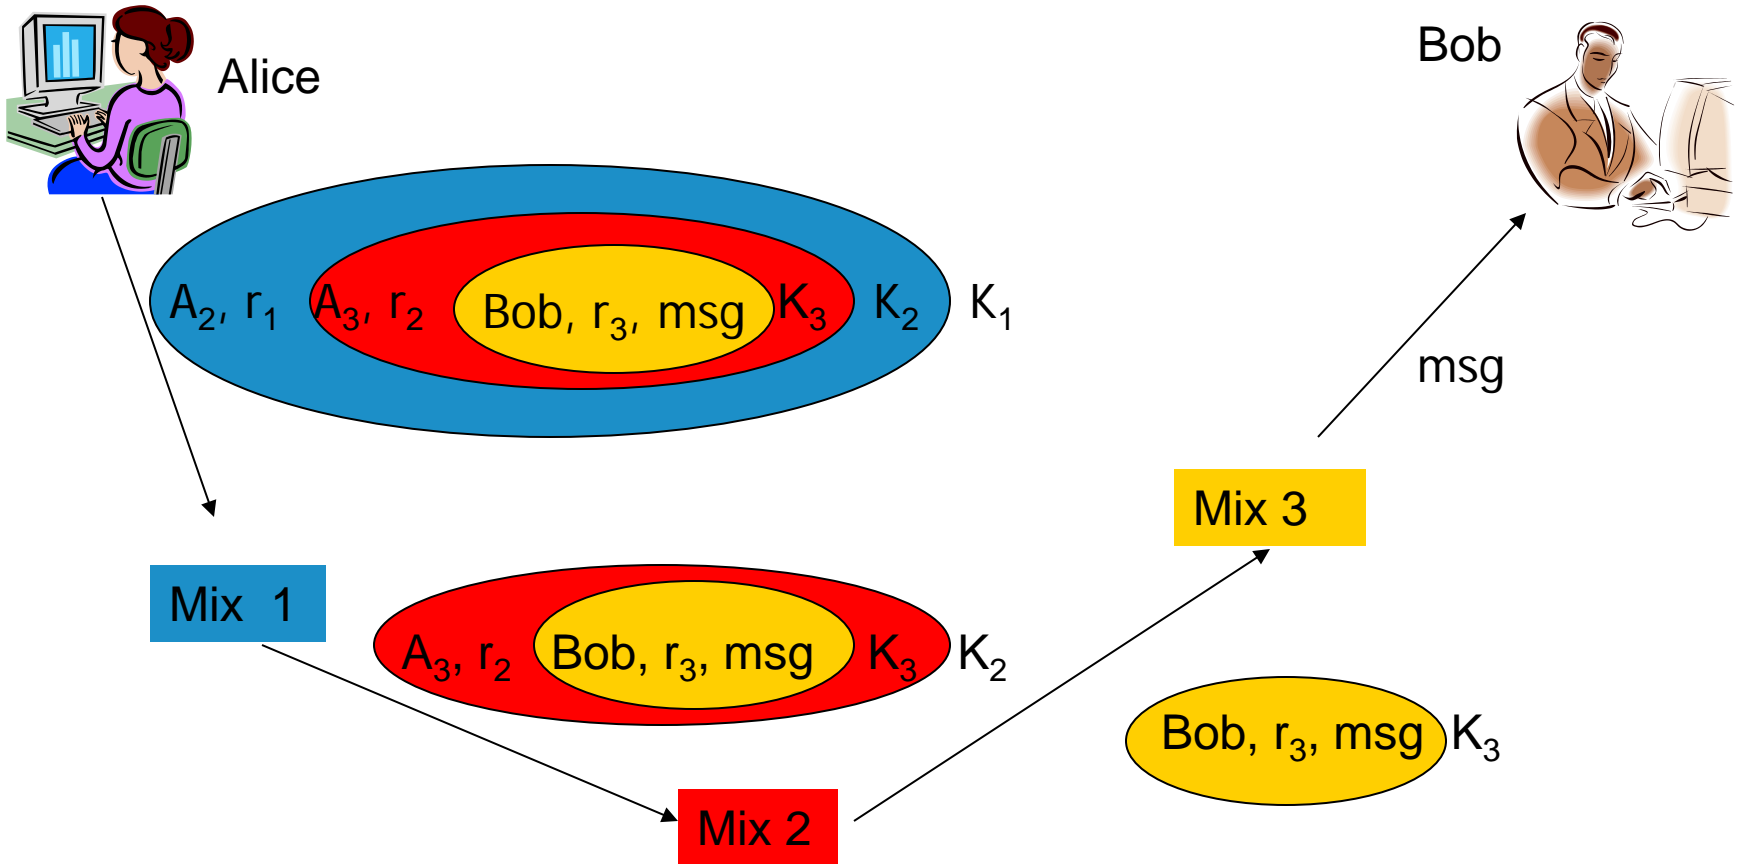 Alice
Bob
A₂, r₁ A₃, r₂ Bob, r₃, msg K₃ K₂ K₁
msg
Mix 3
Mix 1
A₃, r₂ Bob, r₃, msg K₃ K₂
Bob, r₃, msg K₃
Mix 2